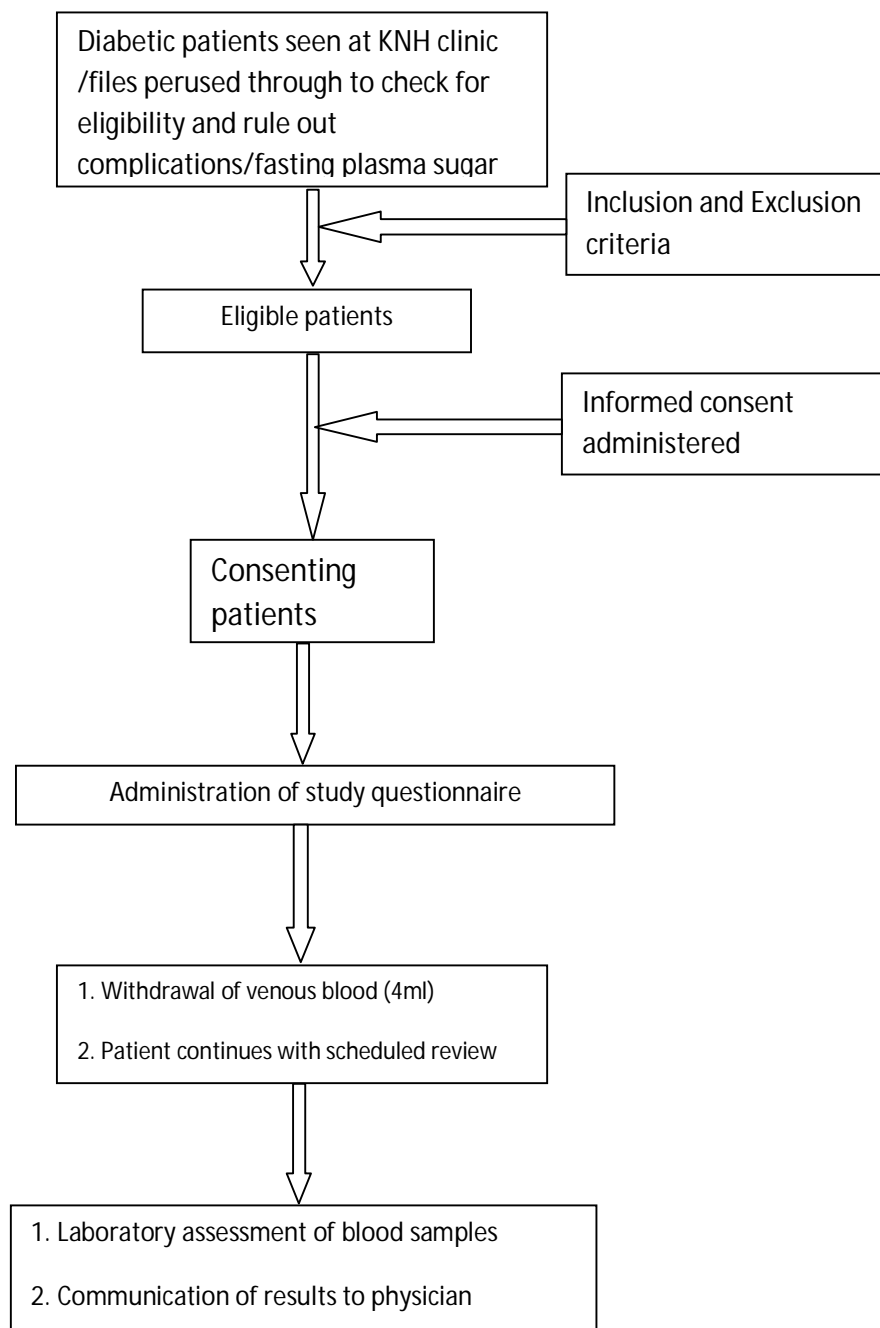 Diabetic patients seen at KNH clinic
/files perused through to check for
eligibility and rule out
complications/fasting plasma sugar
Inclusion and Exclusion
criteria
Eligible patients
Informed consent
administered
Consenting
patients
Administration of study questionnaire
1. Withdrawal of venous blood (4ml)
2. Patient continues with scheduled review
1. Laboratory assessment of blood samples
2. Communication of results to physician